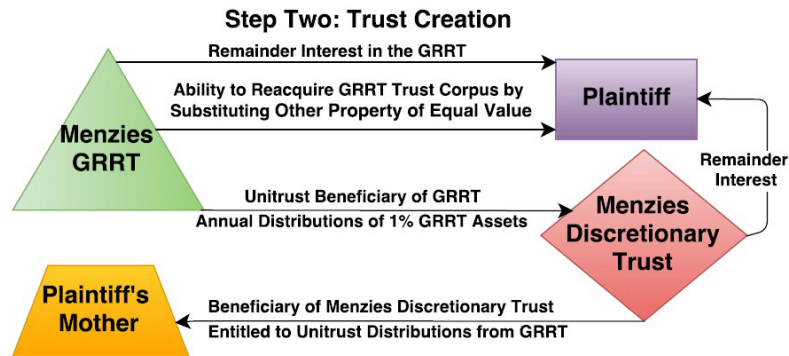 Step Two: Trust Creation
Remainder Interest in the GRRT
Ability to Reacquire GRRT Trust Corpus by
Substituting Other Property of Equal Value
Plaintiff
Menzies
GRRT
Remainder
Interest
Unitrust Beneficiary of GRRT
Annual Distributions of 1% GRRT Assets
Menzies
Discretionary
Trust
Plaintiff's
Mother
Beneficiary of Menzies Discretionary Trust
Entitled to Unitrust Distributions from GRRT